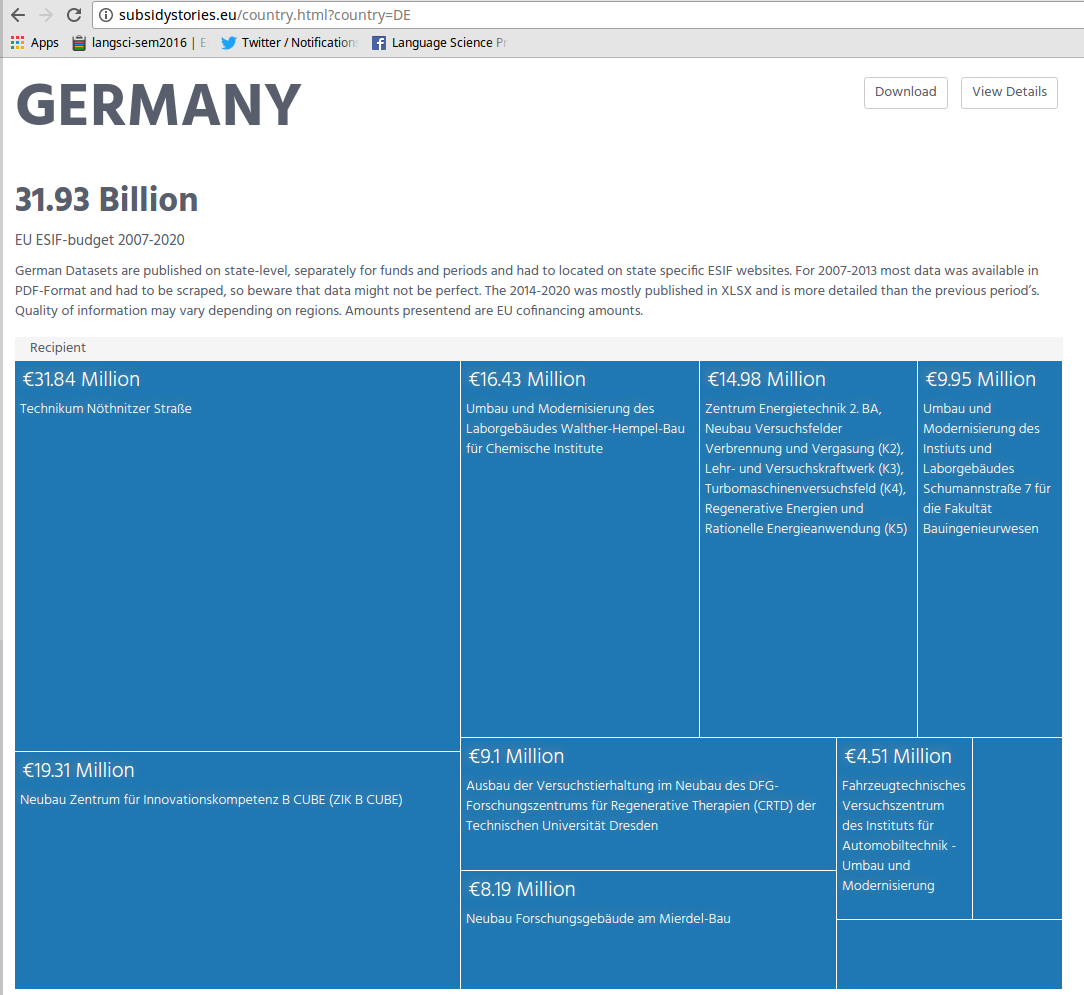 subsidystories.eu/country.html?country=DE
Apps langsci-sem2016 | E Twitter / Notifications Facebook Language Science Pr
GERMANY
Download View Details
31.93 Billion
EU ESIF-budget 2007-2020
German Datasets are published on state-level, separately for funds and periods and had to located on state specific ESIF websites. For 2007-2013 most data was available in
PDF-Format and had to be scraped, so beware that data might not be perfect. The 2014-2020 was mostly published in XLSX and is more detailed than the previous period's.
Quality of information may vary depending on regions. Amounts presentend are EU cofinancing amounts.
Recipient
€31.84 Million
Technikum Nöthnitzer Straße
€16.43 Million
Umbau und Modernisierung des
Laborgebäudes Walther-Hempel-Bau
für Chemische Institute
€14.98 Million
Zentrum Energietechnik 2. BA,
Neubau Versuchsfelder
Verbrennung und Vergasung (K2),
Lehr- und Versuchskraftwerk (K3),
Turbomaschinenversuchsfeld (K4),
Regenerative Energien und
Rationelle Energieanwendung (K5)
€9.95 Million
Umbau und
Modernisierung des
Instiuts und
Laborgebäudes
Schumannstraße 7 für
die Fakultät
Bauingenieurwesen
€19.31 Million
Neubau Zentrum für Innovationskompetenz B CUBE (ZIK B CUBE)
€9.1 Million
Ausbau der Versuchstierhaltung im Neubau des DFG-
Forschungszentrums für Regenerative Therapien (CRTD) der
Technischen Universität Dresden
€8.19 Million
Neubau Forschungsgebäude am Mierdel-Bau
€4.51 Million
Fahrzeugtechnisches
Versuchszentrum
des Instituts für
Automobiltechnik -
Umbau und
Modernisierung